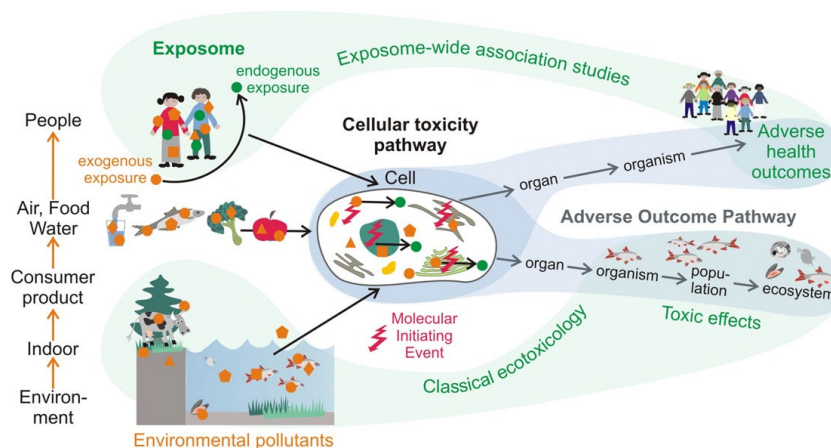 Exposome
Exposome-wide association studies
endogenous
exposure
People
exogenous
exposure
Cellular toxicity
pathway
Cell
organ
organism
Adverse
health
outcomes
Air, Food
Water
Adverse Outcome Pathway
Consumer
product
organ
organism
popu-
lation
ecosystem
Molecular
Initiating
Event
Toxic effects
Classical ecotoxicology
Indoor
Environ-
ment
Environmental pollutants